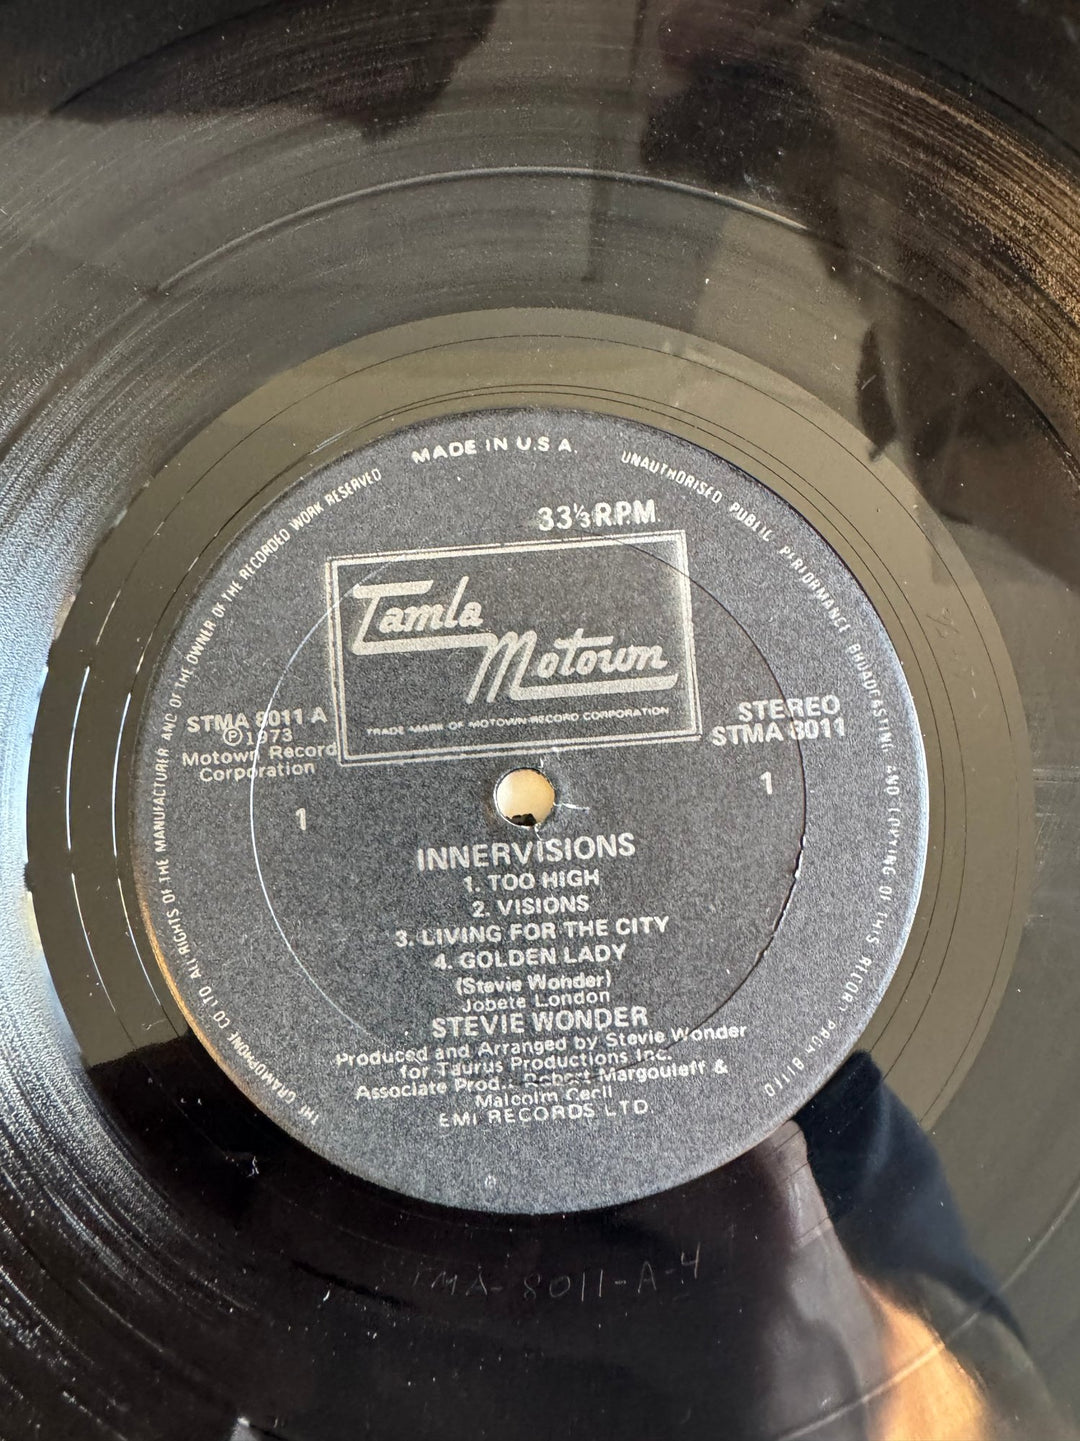 MADE IN U.S.A.
THE GRAMOPHONE CO LTD. ALL RIGHTS OF THE MANUFACTURER AND OF THE OWNER OF THE RECORDED WORK RESERVED
UNAUTHORISED PUBLIC PERFORMANCE BROADCASTING AND COPYING OF THIS RECORD PROHIBITED
33⅓ R.P.M.
Tamla
Motown
TRADE MARK OF MOTOWN RECORD CORPORATION
STMA 8011 A
℗ 1973
Motown Record
Corporation
1
STEREO
STMA 8011
1
INNERVISIONS
1. TOO HIGH
2. VISIONS
3. LIVING FOR THE CITY
4. GOLDEN LADY
(Stevie Wonder)
Jobete London
STEVIE WONDER
Produced and Arranged by Stevie Wonder
for Taurus Productions Inc.
Associate Prod.: Robert Margouleff &
Malcolm Cecil
EMI RECORDS LTD
STMA-8011-A-4